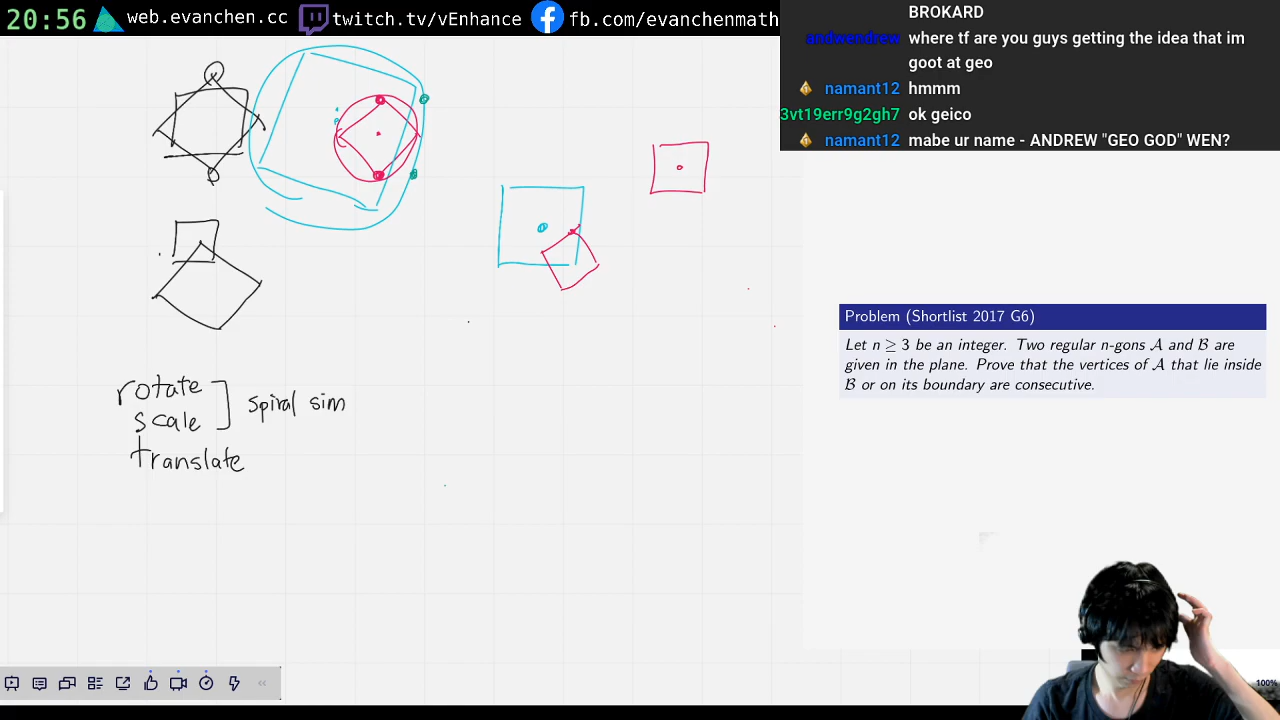 20:56 web.evanchen.cc twitch.tv/vEnhance fb.com/evanchenmath
BROKARD
andwendrew where tf are you guys getting the idea that im
goot at geo
namant12 hmmm
3vt19err9g2gh7 ok geico
namant12 mabe ur name - ANDREW "GEO GOD" WEN?
Problem (Shortlist 2017 G6)
Let n ≥ 3 be an integer. Two regular n-gons 𝒜 and ℬ are
given in the plane. Prove that the vertices of 𝒜 that lie inside
ℬ or on its boundary are consecutive.
rotate
scale
spiral sim
translate
100%